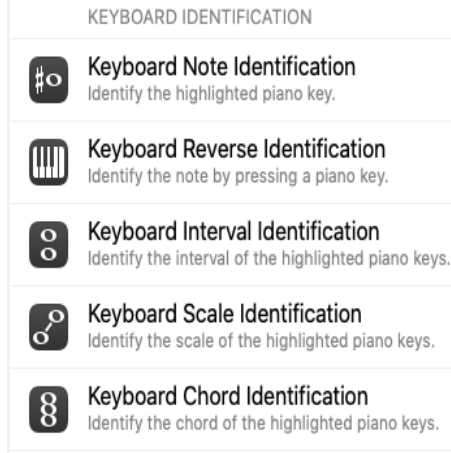 KEYBOARD IDENTIFICATION
Keyboard Note Identification
Identify the highlighted piano key.
Keyboard Reverse Identification
Identify the note by pressing a piano key.
Keyboard Interval Identification
Identify the interval of the highlighted piano keys.
Keyboard Scale Identification
Identify the scale of the highlighted piano keys.
Keyboard Chord Identification
Identify the chord of the highlighted piano keys.